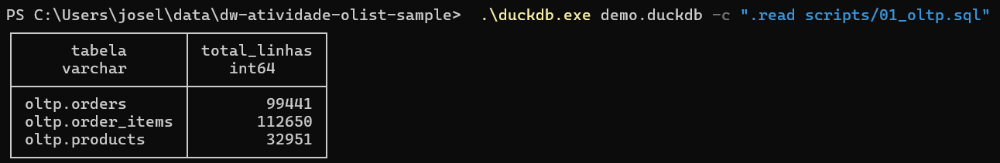 PS C:\Users\josel\data\dw-atividade-olist-sample> .\duckdb.exe demo.duckdb -c ".read scripts/01_oltp.sql"
tabela total_linhas
varchar int64
oltp.orders 99441
oltp.order_items 112650
oltp.products 32951